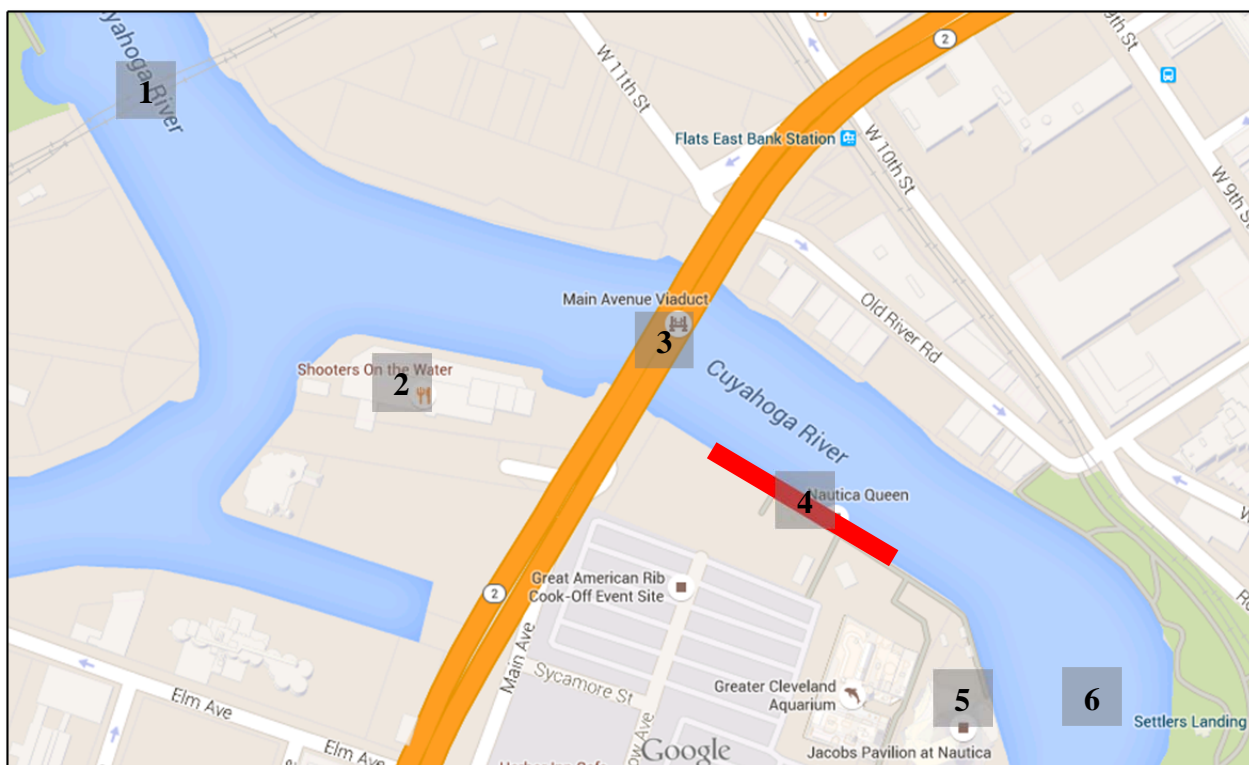 Cuyahoga River
1
W 11th St
2
9th St
Flats East Bank Station
W 10th St
W 9th St
Main Avenue Viaduct
3
Old River Rd
Shooters On the Water
2
Cuyahoga River
4
Nautica Queen
Great American Rib
Cook-Off Event Site
2
Main Ave
Sycamore St
Elm Ave
Elm Ave
Greater Cleveland
Aquarium
5
6
Settlers Landing
Google
Jacobs Pavilion at Nautica